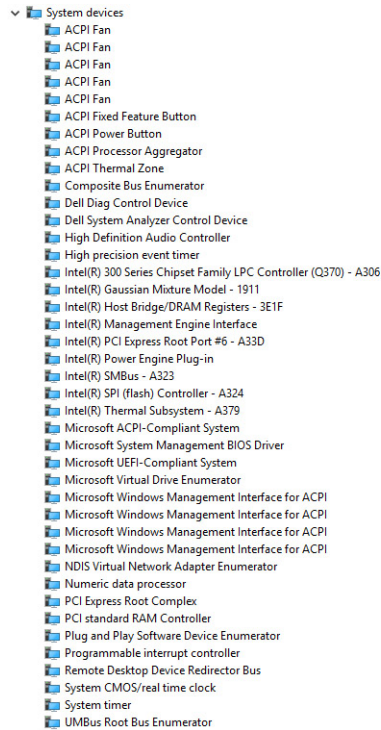 System devices
ACPI Fan
ACPI Fan
ACPI Fan
ACPI Fan
ACPI Fan
ACPI Fixed Feature Button
ACPI Power Button
ACPI Processor Aggregator
ACPI Thermal Zone
Composite Bus Enumerator
Dell Diag Control Device
Dell System Analyzer Control Device
High Definition Audio Controller
High precision event timer
Intel(R) 300 Series Chipset Family LPC Controller (Q370) - A306
Intel(R) Gaussian Mixture Model - 1911
Intel(R) Host Bridge/DRAM Registers - 3E1F
Intel(R) Management Engine Interface
Intel(R) PCI Express Root Port #6 - A33D
Intel(R) Power Engine Plug-in
Intel(R) SMBus - A323
Intel(R) SPI (flash) Controller - A324
Intel(R) Thermal Subsystem - A379
Microsoft ACPI-Compliant System
Microsoft System Management BIOS Driver
Microsoft UEFI-Compliant System
Microsoft Virtual Drive Enumerator
Microsoft Windows Management Interface for ACPI
Microsoft Windows Management Interface for ACPI
Microsoft Windows Management Interface for ACPI
Microsoft Windows Management Interface for ACPI
NDIS Virtual Network Adapter Enumerator
Numeric data processor
PCI Express Root Complex
PCI standard RAM Controller
Plug and Play Software Device Enumerator
Programmable interrupt controller
Remote Desktop Device Redirector Bus
System CMOS/real time clock
System timer
UMBus Root Bus Enumerator